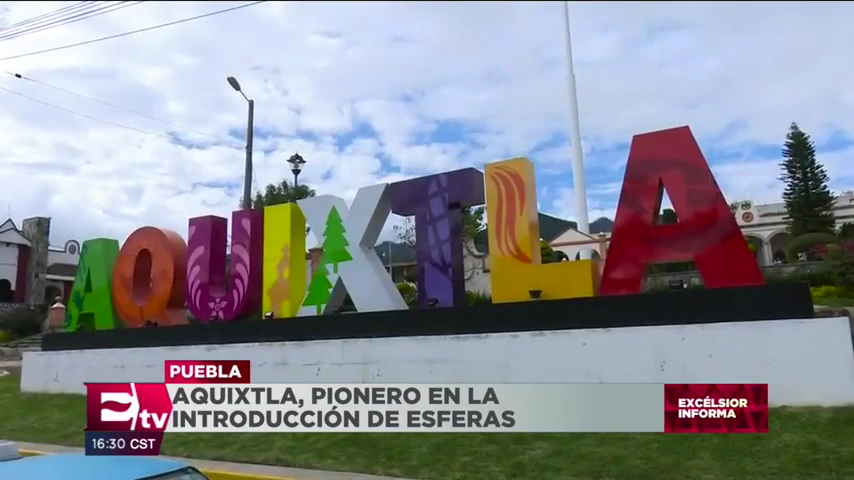 AQUIXTLA
PUEBLA
AQUIXTLA, PIONERO EN LA
INTRODUCCIÓN DE ESFERAS
EXCÉLSIOR
INFORMA
E tv
16:30 CST